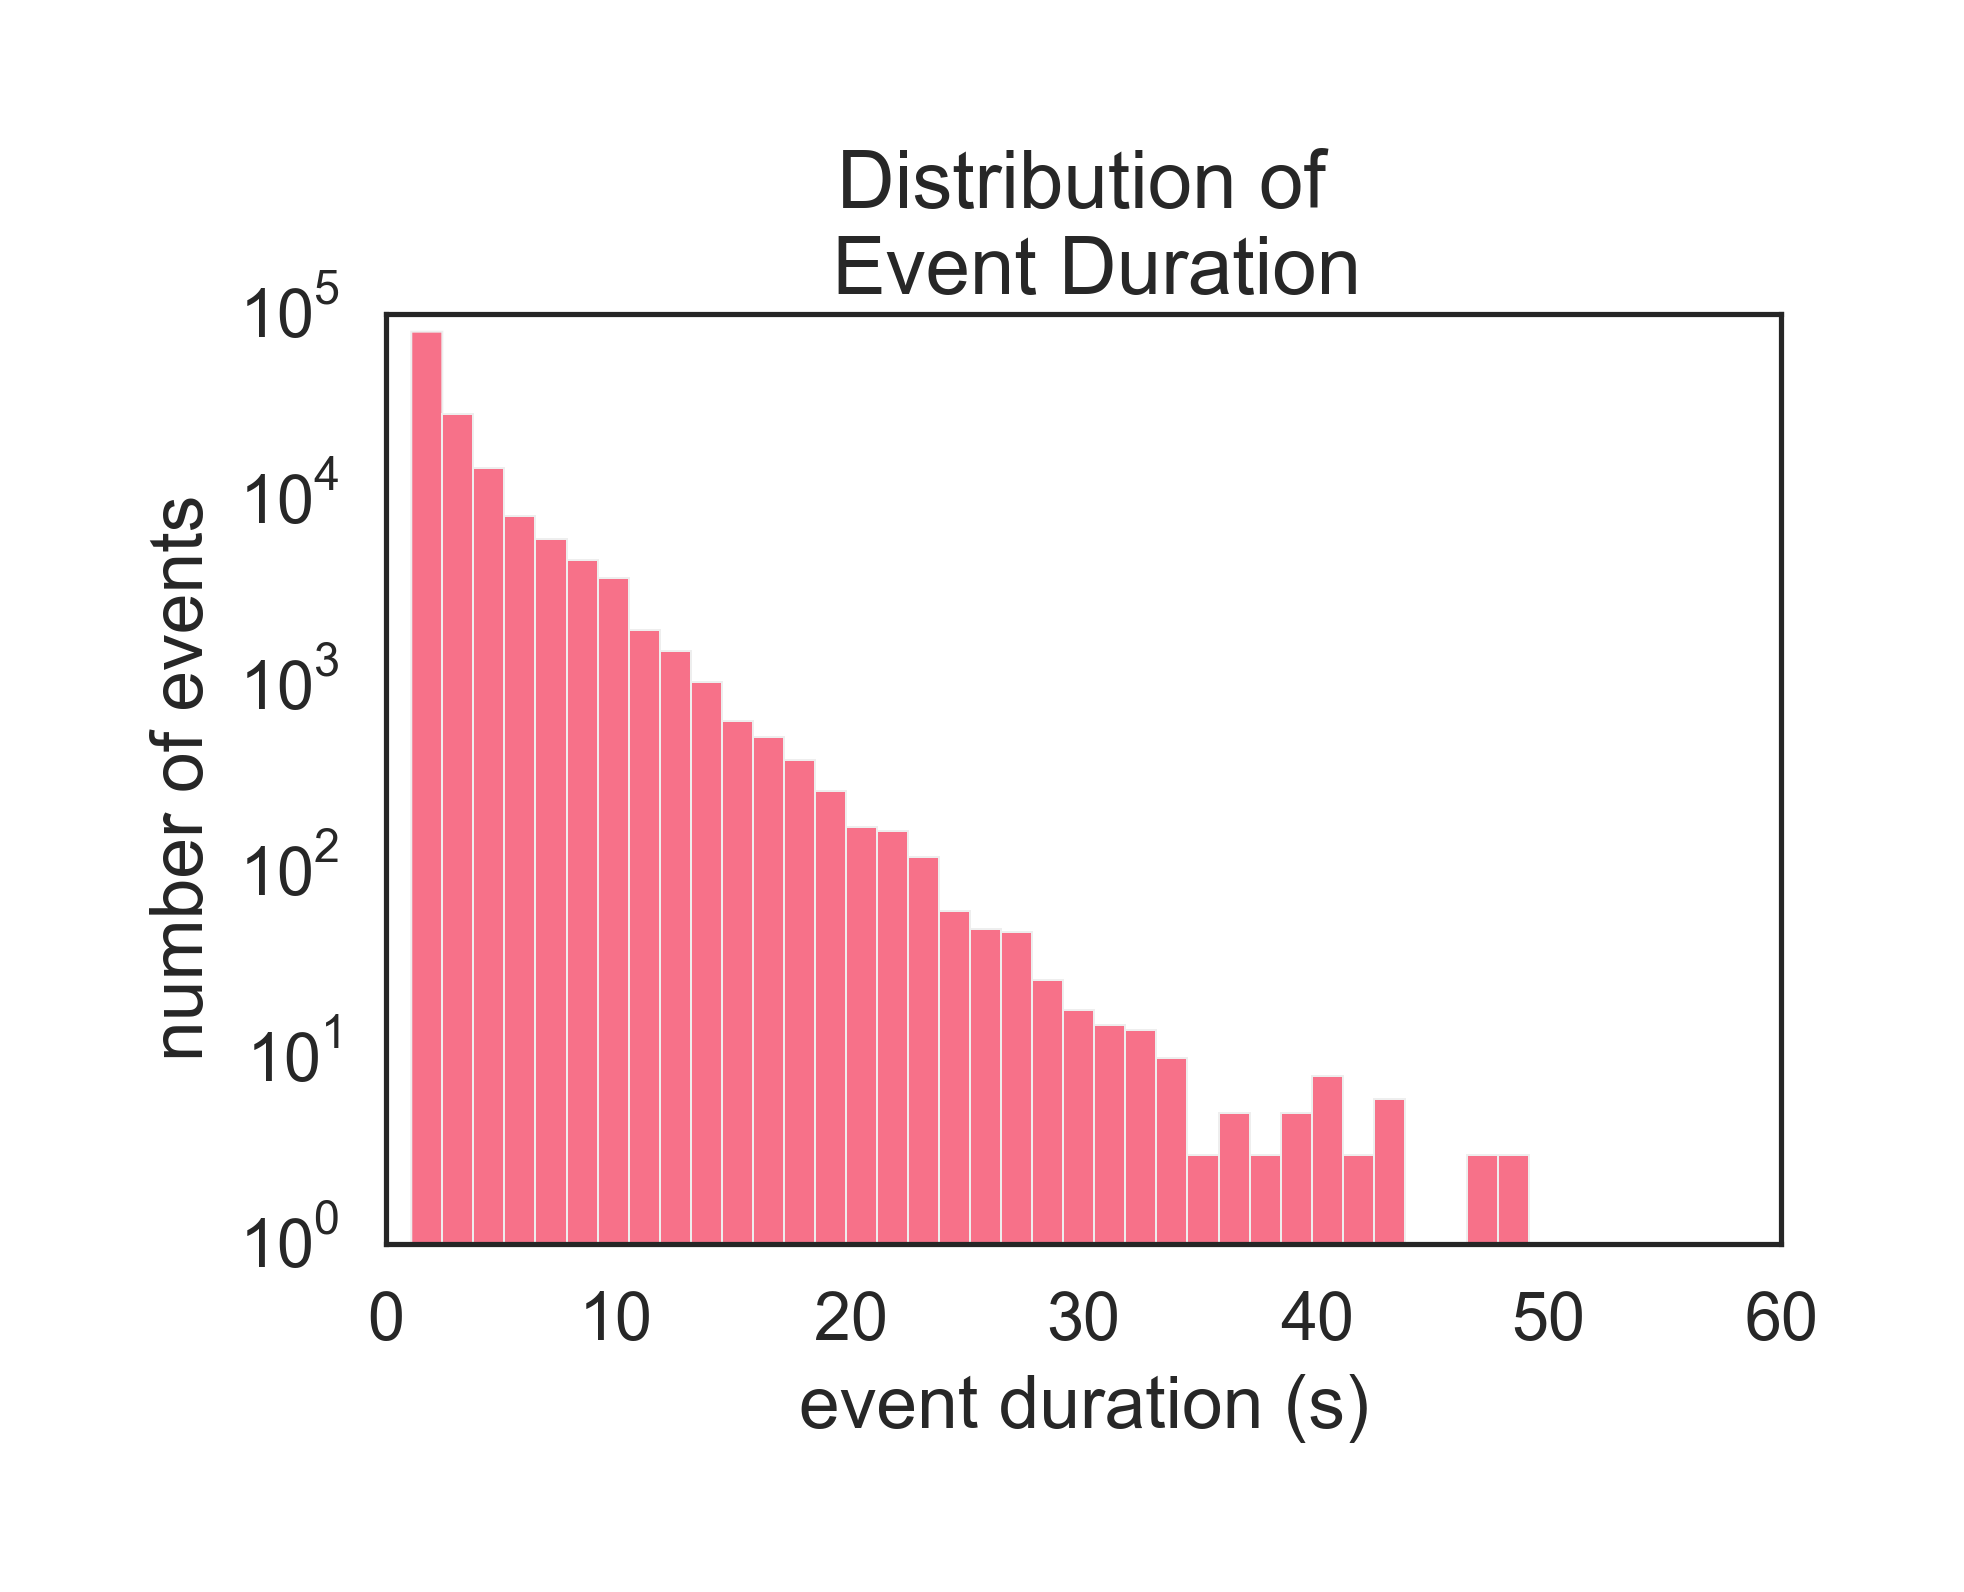 Distribution of
Event Duration
10^5
10^4
10^3
10^2
10^1
10^0
number of events
0 10 20 30 40 50 60
event duration (s)